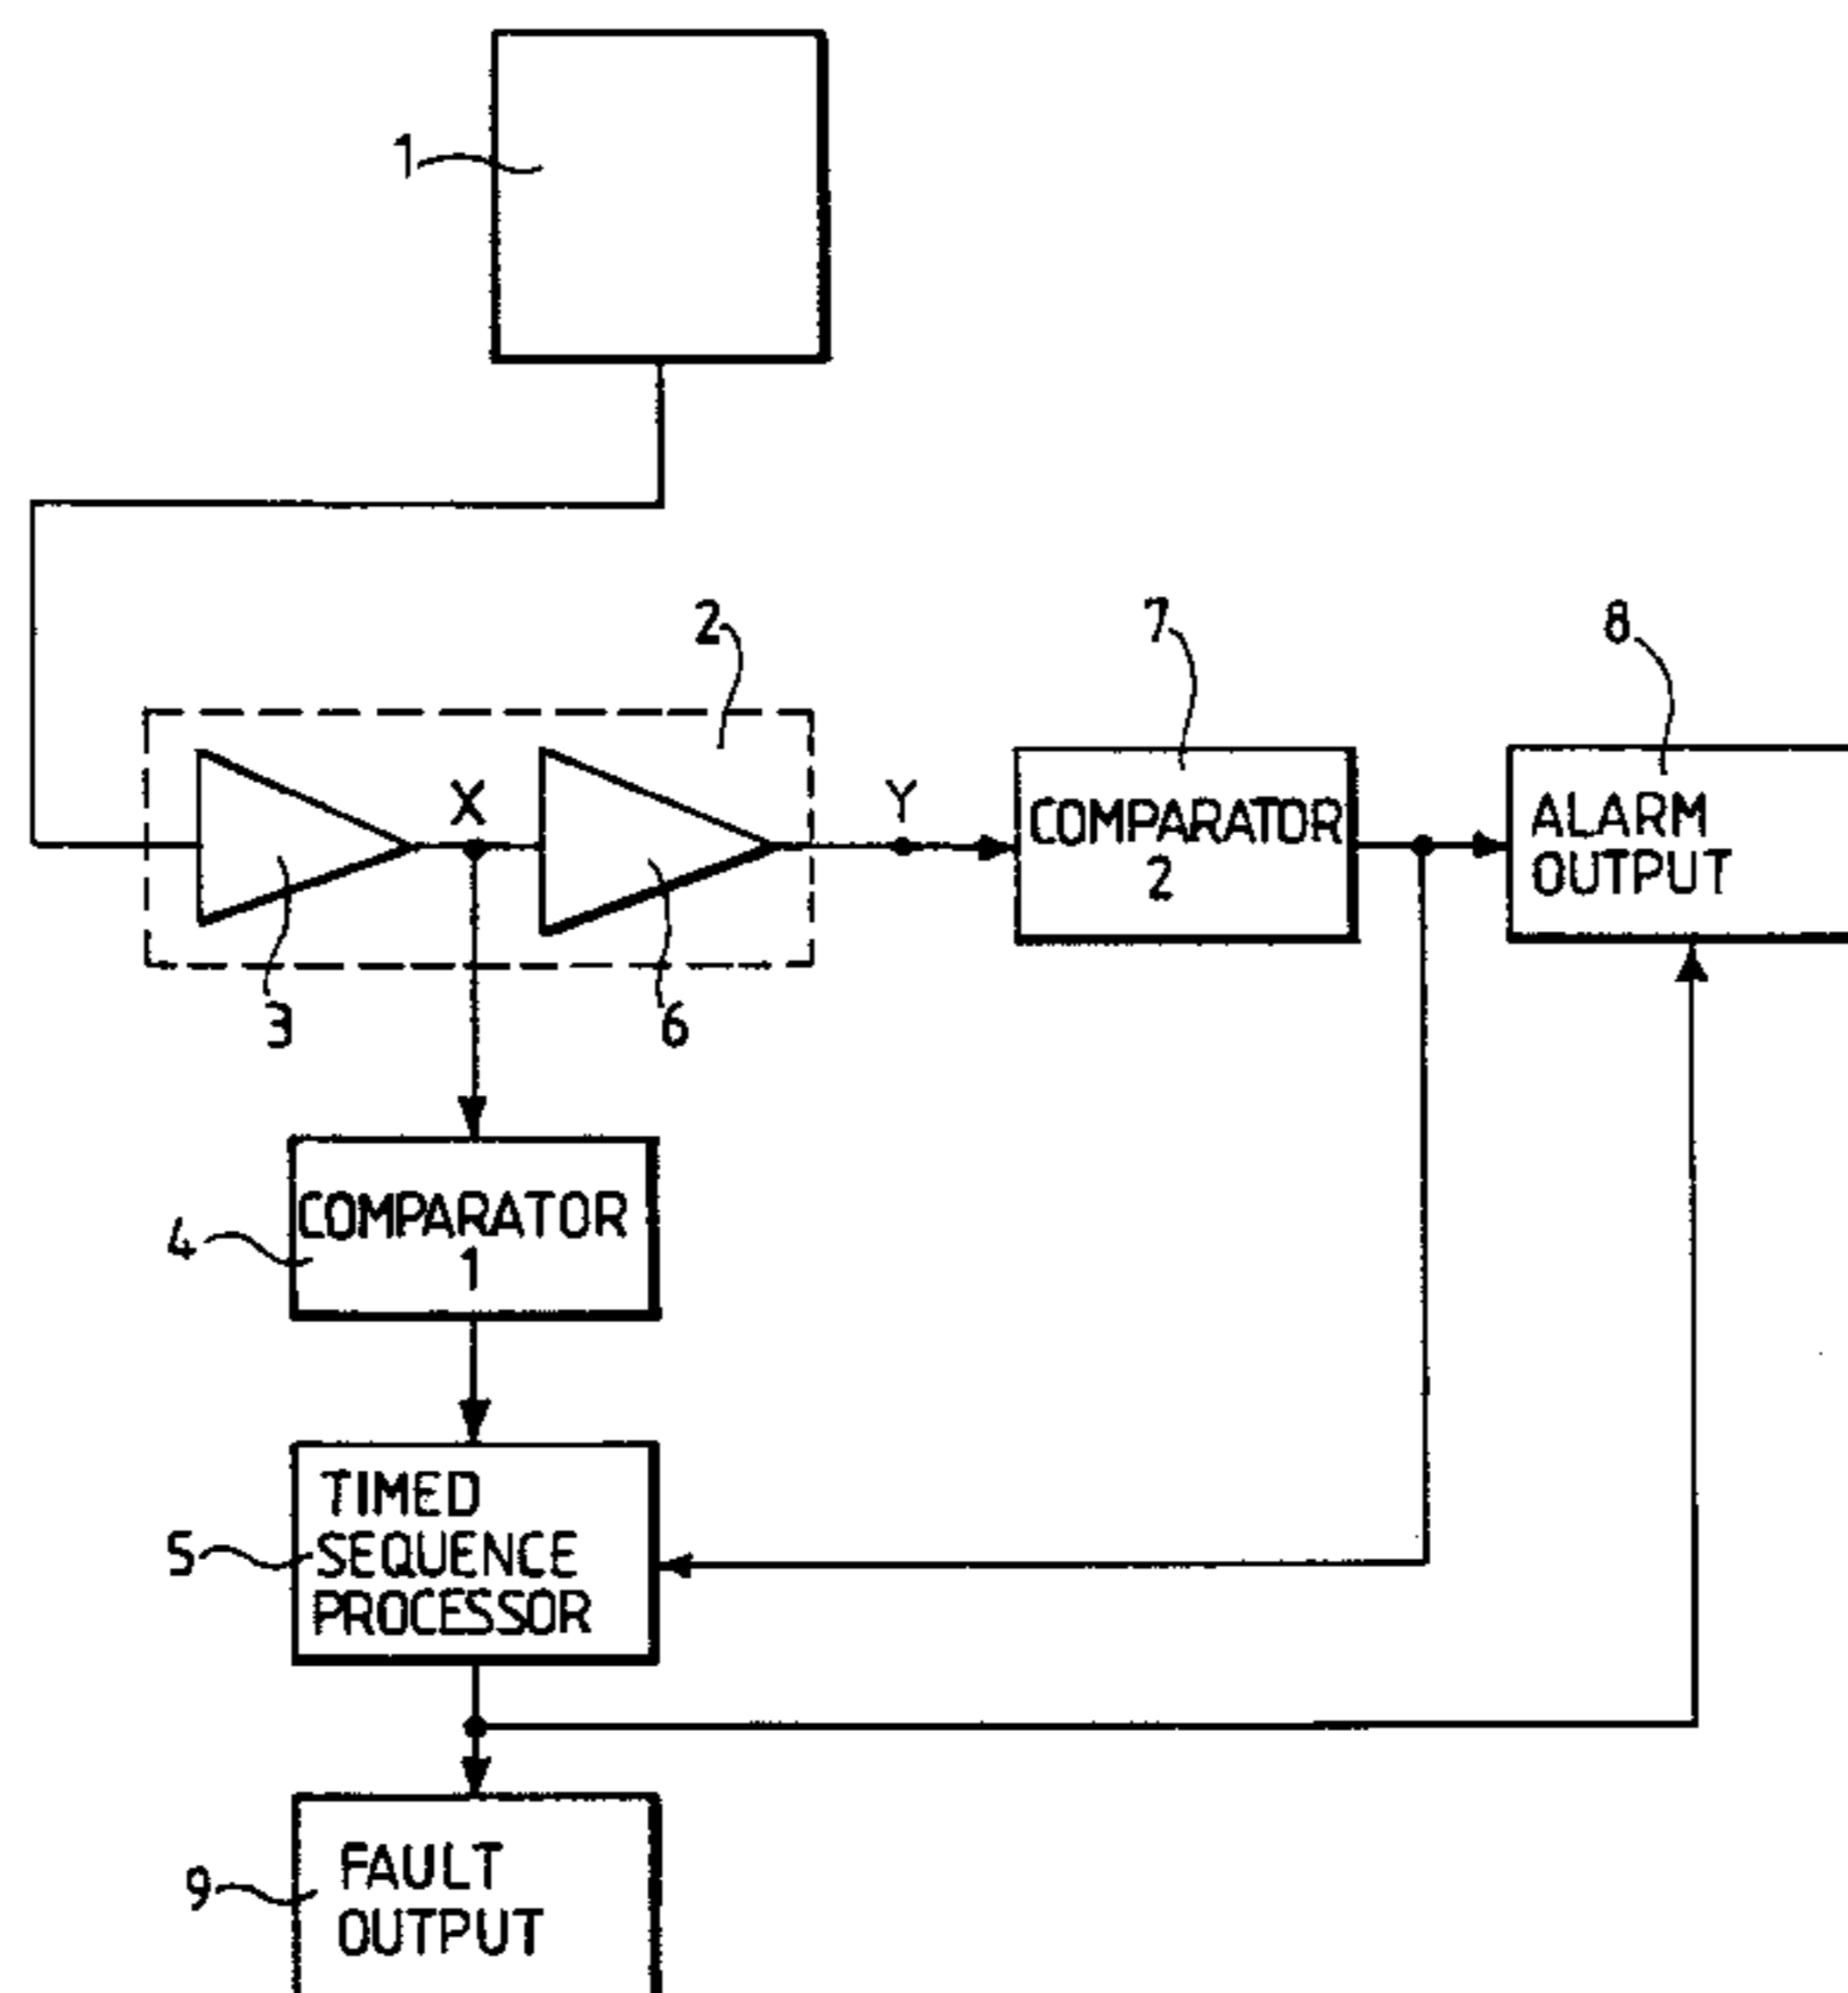 1
2
7
8
X
Y
COMPARATOR
2
ALARM
OUTPUT
3
6
4
COMPARATOR
1
5
TIMED
SEQUENCE
PROCESSOR
9
FAULT
OUTPUT